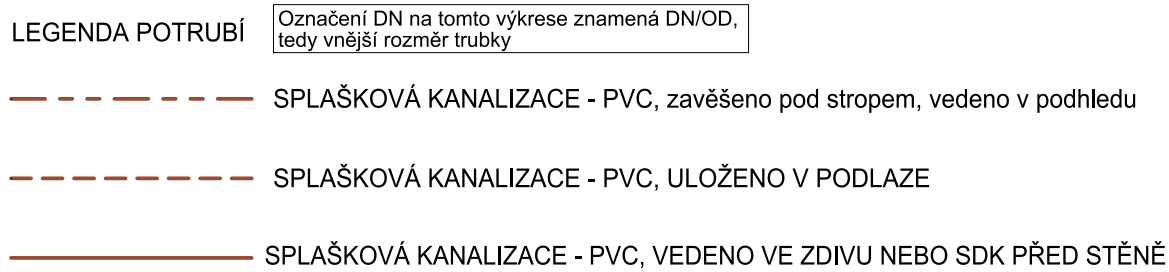 LEGENDA POTRUBÍ
Označení DN na tomto výkrese znamená DN/OD,
tedy vnější rozměr trubky
SPLAŠKOVÁ KANALIZACE - PVC, zavěšeno pod stropem, vedeno v podhledu
SPLAŠKOVÁ KANALIZACE - PVC, ULOŽENO V PODLAZE
SPLAŠKOVÁ KANALIZACE - PVC, VEDENO VE ZDIVU NEBO SDK PŘED STĚNĚ